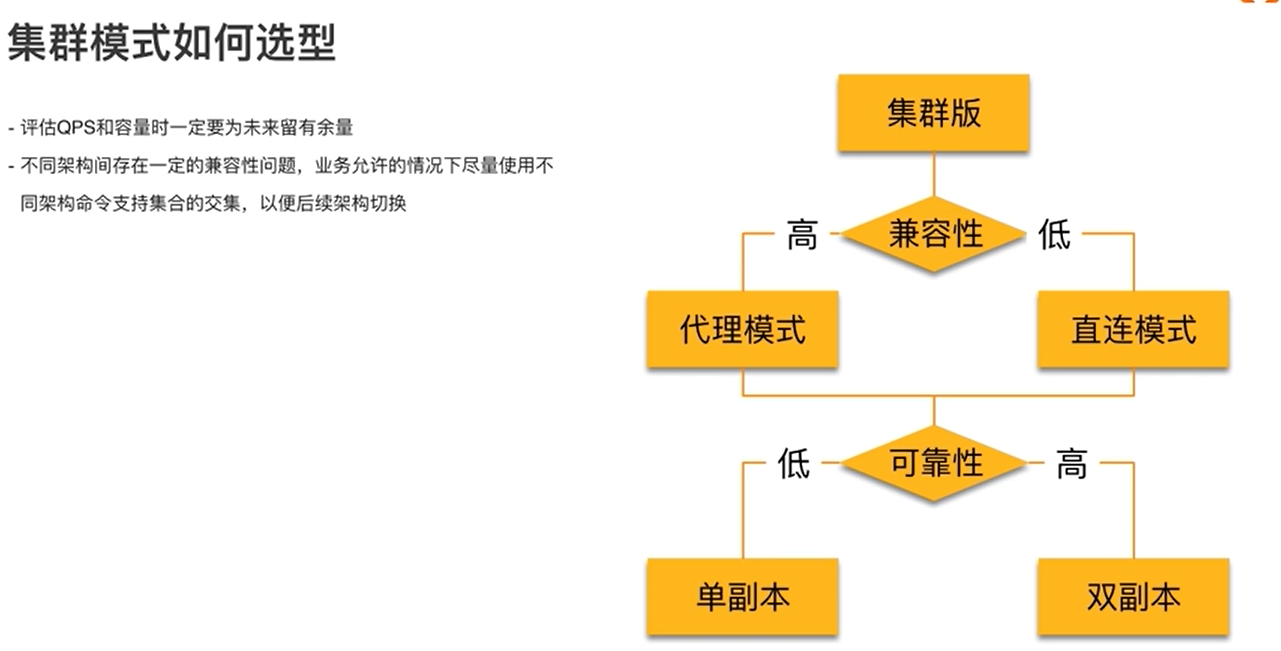 集群模式如何选型
- 评估QPS和容量时一定要为未来留有余量
- 不同架构间存在一定的兼容性问题，业务允许的情况下尽量使用不
同架构命令支持集合的交集，以便后续架构切换
集群版
高
兼容性
低
代理模式
直连模式
低
可靠性
高
单副本
双副本